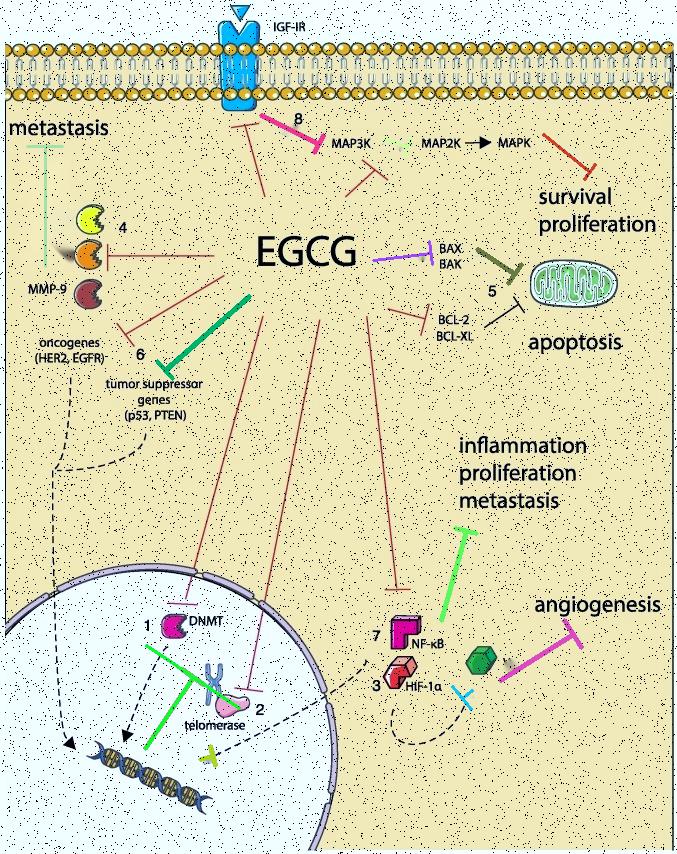 IGF-IR
metastasis
8
MAP3K
MAP2K
MAPK
survival
proliferation
4
EGCG
BAX
BAK
MMP-9
5
BCL-2
BCL-XL
apoptosis
oncogenes
(HER2, EGFR)
6
tumor suppressor
genes
(p53, PTEN)
inflammation
proliferation
metastasis
angiogenesis
1
DNMT
7
NF-κB
3
HIF-1α
2
telomerase